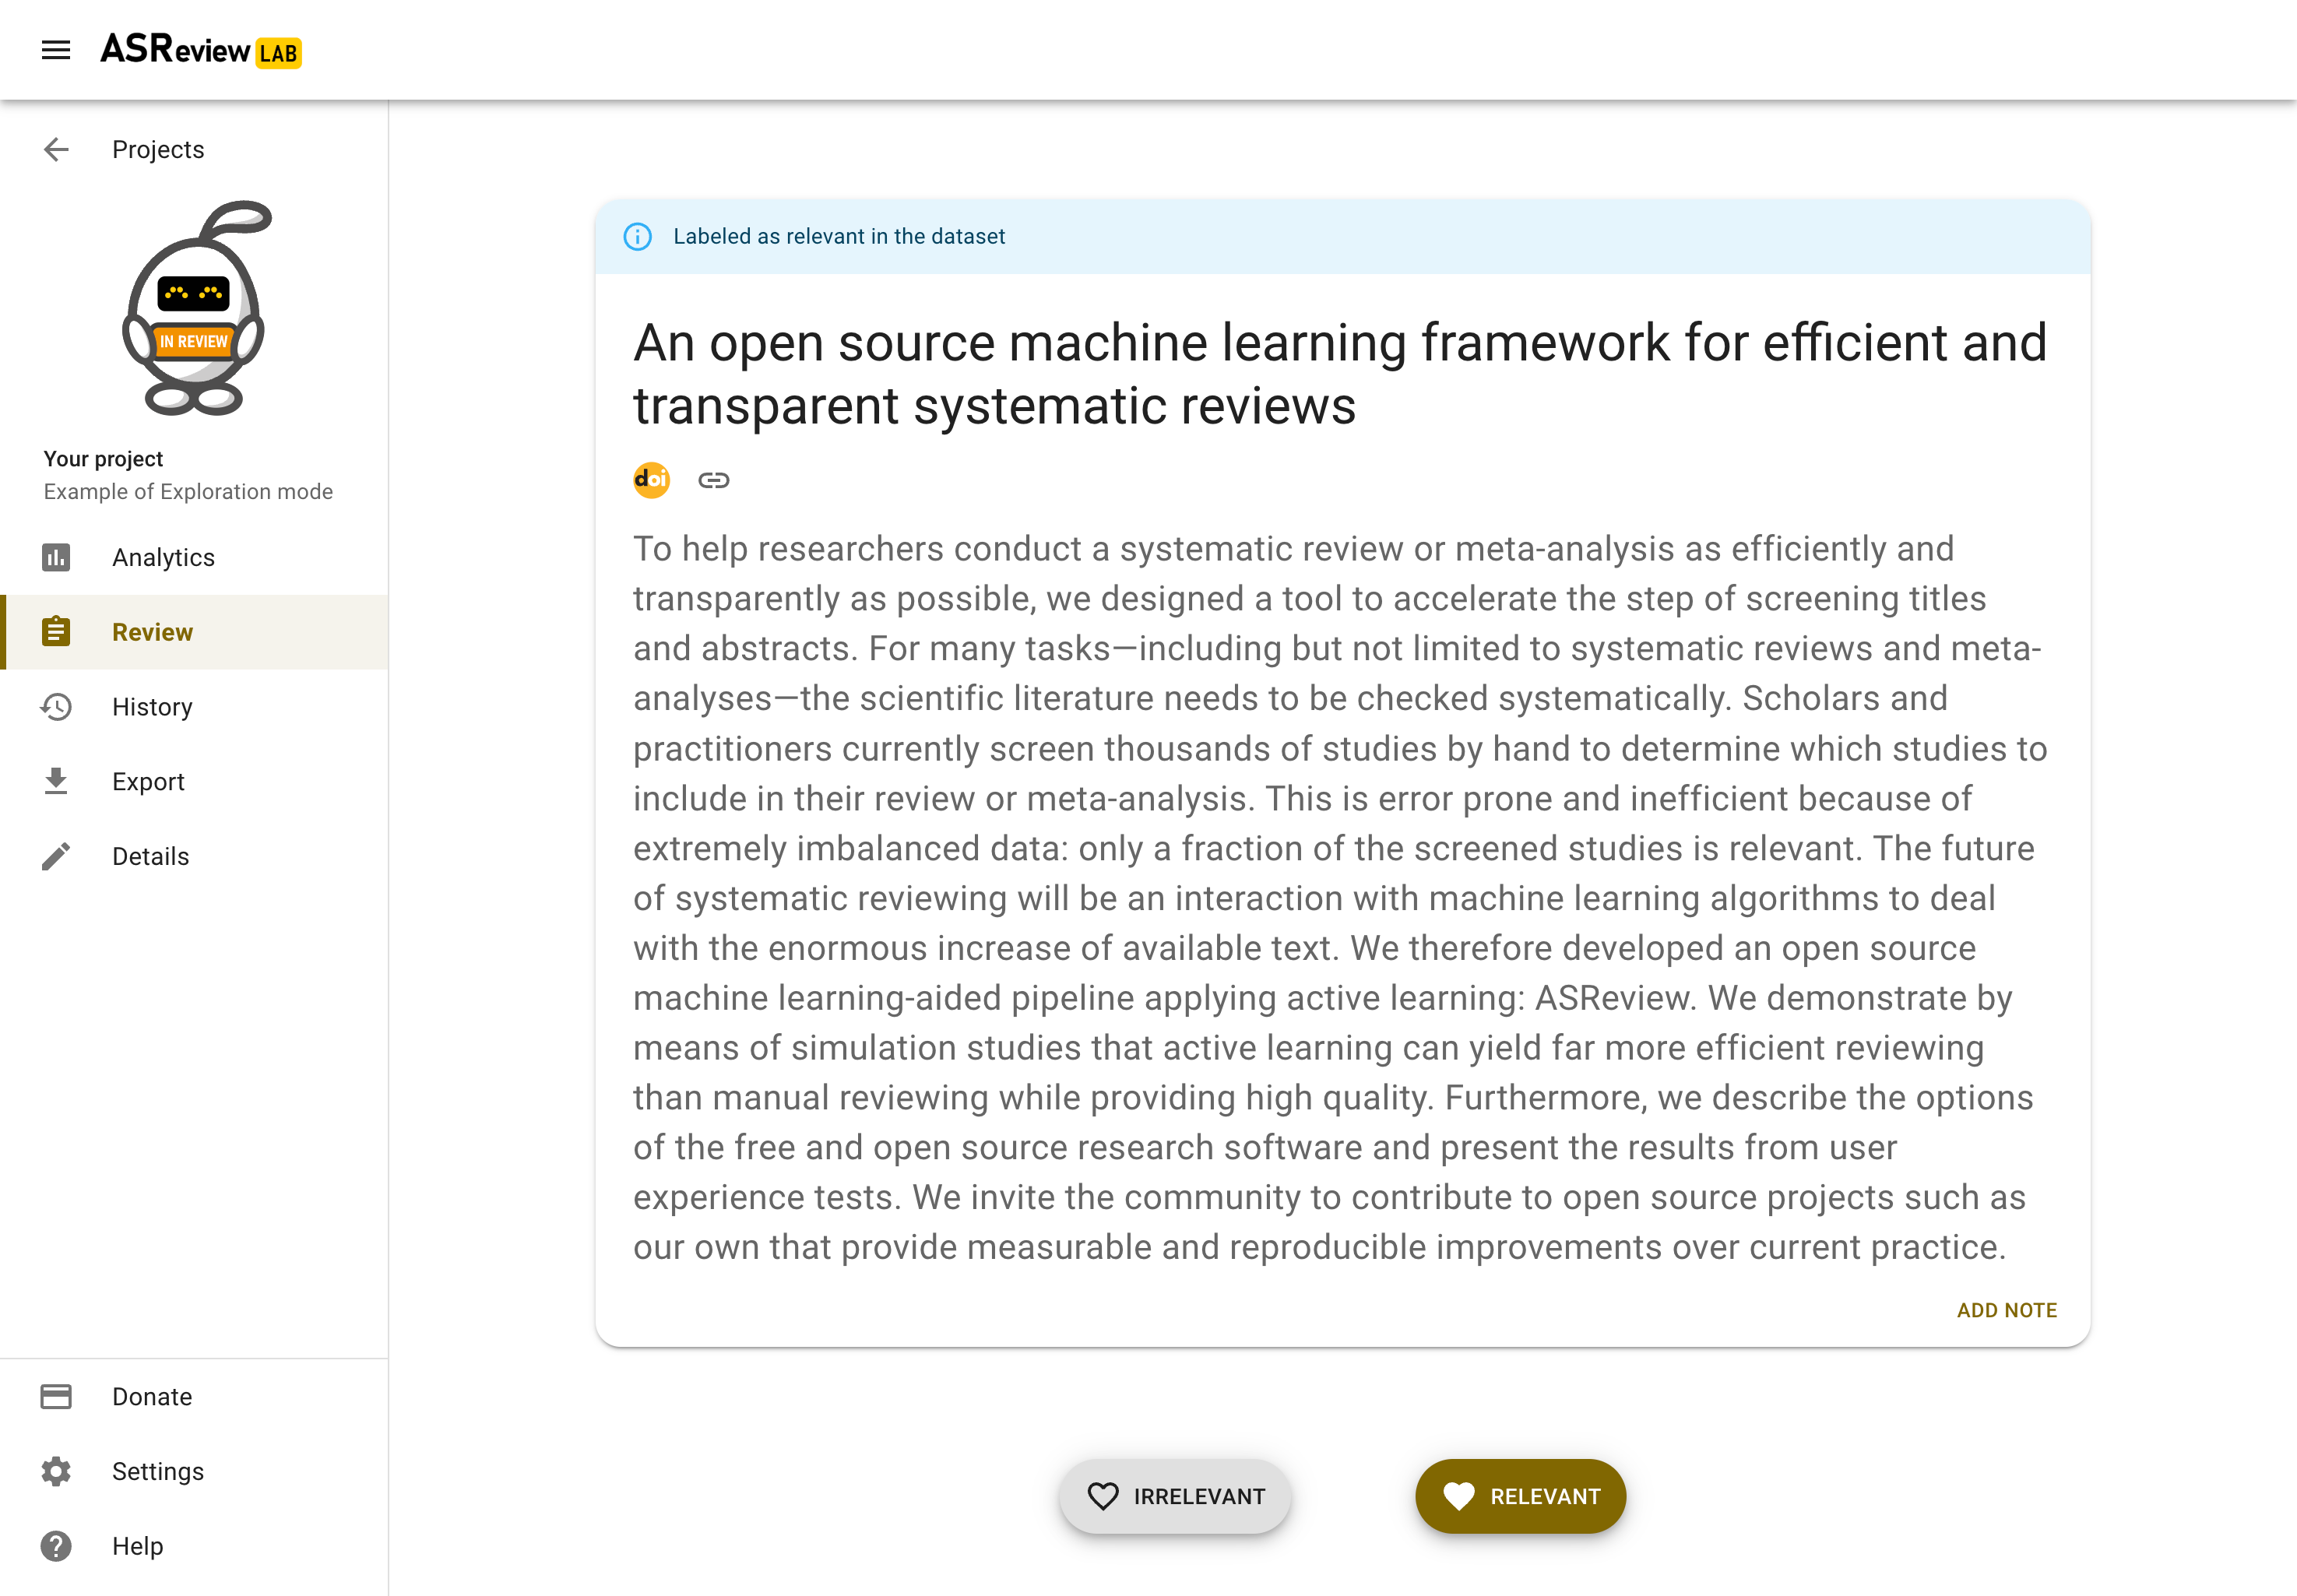 ASReview LAB
Projects
IN REVIEW
Your project
Example of Exploration mode
Analytics
Review
History
Export
Details
Donate
Settings
Help
Labeled as relevant in the dataset
An open source machine learning framework for efficient and
transparent systematic reviews
doi
To help researchers conduct a systematic review or meta-analysis as efficiently and
transparently as possible, we designed a tool to accelerate the step of screening titles
and abstracts. For many tasks—including but not limited to systematic reviews and meta-
analyses—the scientific literature needs to be checked systematically. Scholars and
practitioners currently screen thousands of studies by hand to determine which studies to
include in their review or meta-analysis. This is error prone and inefficient because of
extremely imbalanced data: only a fraction of the screened studies is relevant. The future
of systematic reviewing will be an interaction with machine learning algorithms to deal
with the enormous increase of available text. We therefore developed an open source
machine learning-aided pipeline applying active learning: ASReview. We demonstrate by
means of simulation studies that active learning can yield far more efficient reviewing
than manual reviewing while providing high quality. Furthermore, we describe the options
of the free and open source research software and present the results from user
experience tests. We invite the community to contribute to open source projects such as
our own that provide measurable and reproducible improvements over current practice.
ADD NOTE
IRRELEVANT
RELEVANT